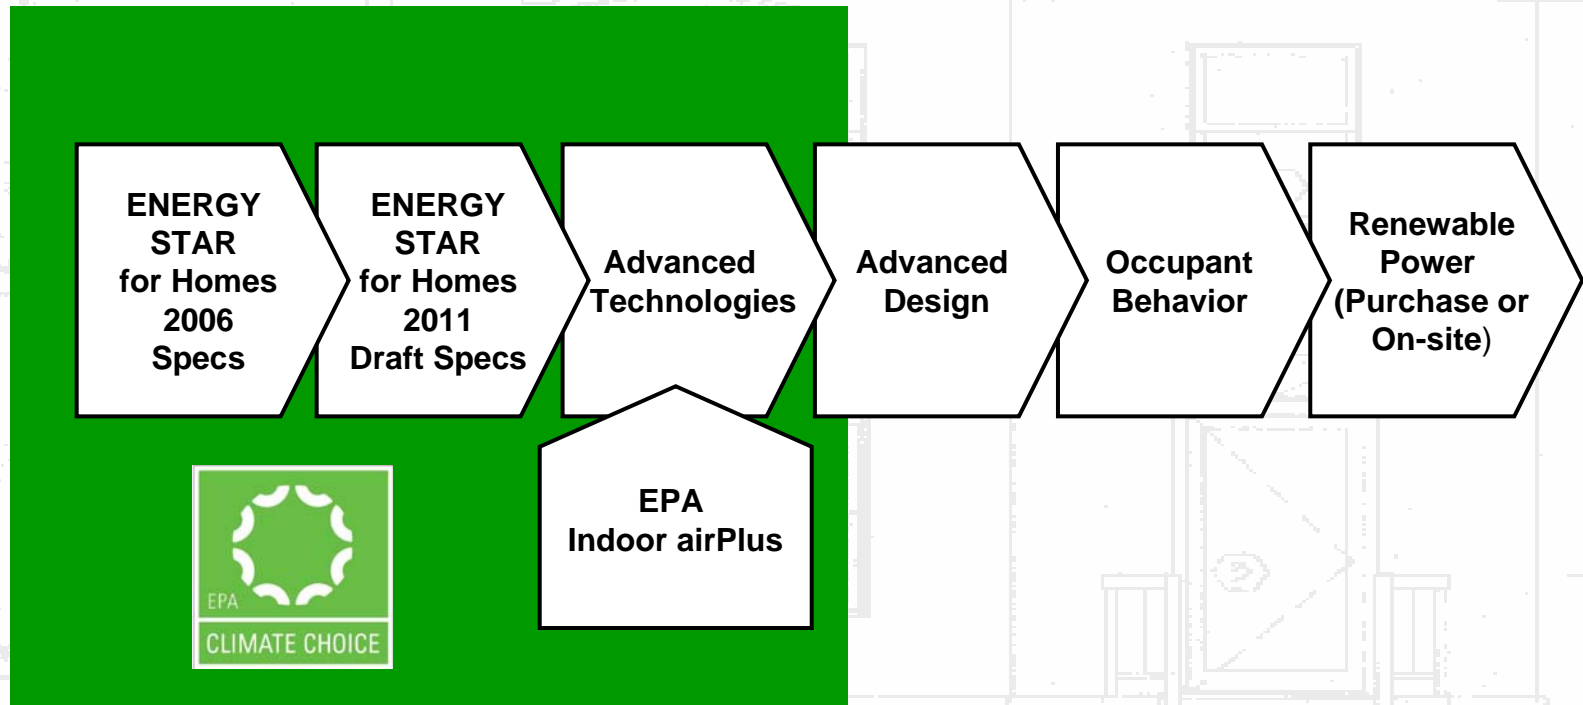 ENERGY
STAR
for Homes
2006
Specs
ENERGY
STAR
for Homes
2011
Draft Specs
Advanced
Technologies
Advanced
Design
Occupant
Behavior
Renewable
Power
(Purchase or
On-site)
EPA
Indoor airPlus
EPA
CLIMATE CHOICE